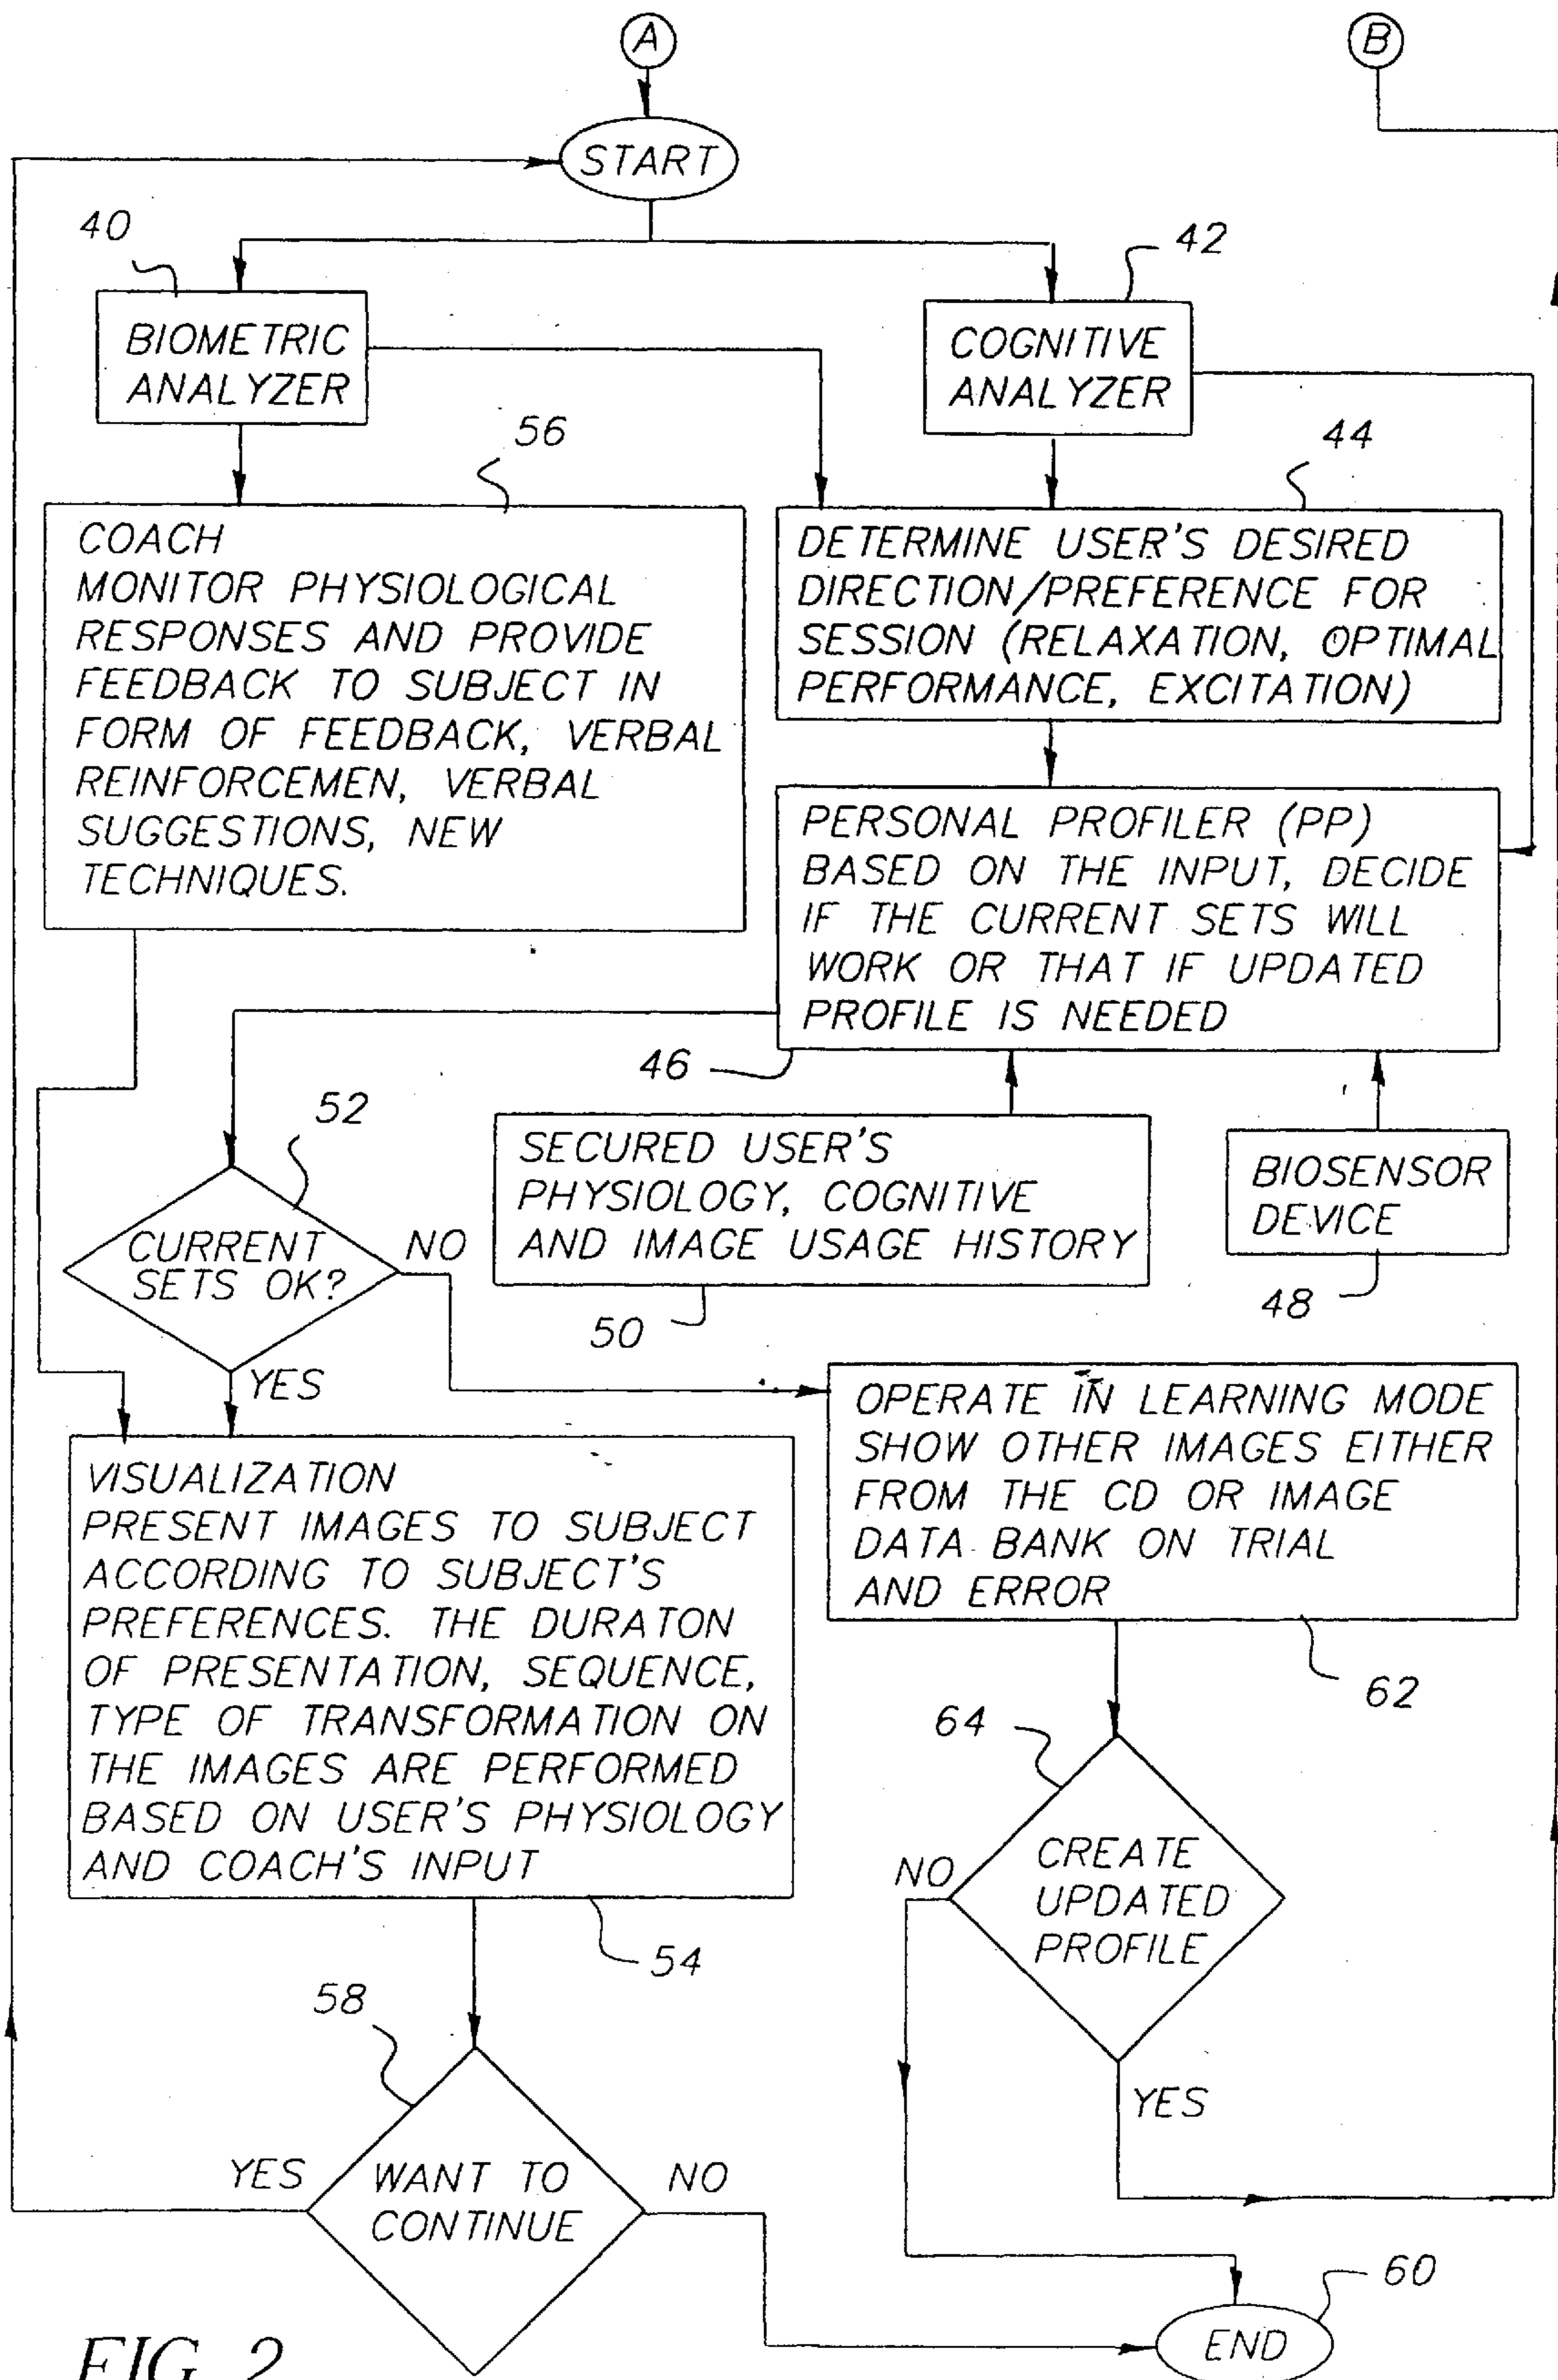 A
B
START
40
42
BIOMETRIC
ANALYZER
COGNITIVE
ANALYZER
56
44
COACH
MONITOR PHYSIOLOGICAL
RESPONSES AND PROVIDE
FEEDBACK TO SUBJECT IN
FORM OF FEEDBACK, VERBAL
REINFORCEMEN, VERBAL
SUGGESTIONS, NEW
TECHNIQUES.
DETERMINE USER'S DESIRED
DIRECTION/PREFERENCE FOR
SESSION (RELAXATION, OPTIMAL
PERFORMANCE, EXCITATION)
PERSONAL PROFILER (PP)
BASED ON THE INPUT, DECIDE
IF THE CURRENT SETS WILL
WORK OR THAT IF UPDATED
PROFILE IS NEEDED
46
52
SECURED USER'S
PHYSIOLOGY, COGNITIVE
AND IMAGE USAGE HISTORY
50
BIOSENSOR
DEVICE
48
CURRENT
SETS OK?
NO
YES
OPERATE IN LEARNING MODE
SHOW OTHER IMAGES EITHER
FROM THE CD OR IMAGE
DATA BANK ON TRIAL
AND ERROR
62
VISUALIZATION
PRESENT IMAGES TO SUBJECT
ACCORDING TO SUBJECT'S
PREFERENCES. THE DURATON
OF PRESENTATION, SEQUENCE,
TYPE OF TRANSFORMATION ON
THE IMAGES ARE PERFORMED
BASED ON USER'S PHYSIOLOGY
AND COACH'S INPUT
54
64
NO
CREATE
UPDATED
PROFILE
YES
58
YES
WANT TO
CONTINUE
NO
60
END
FIG. 2